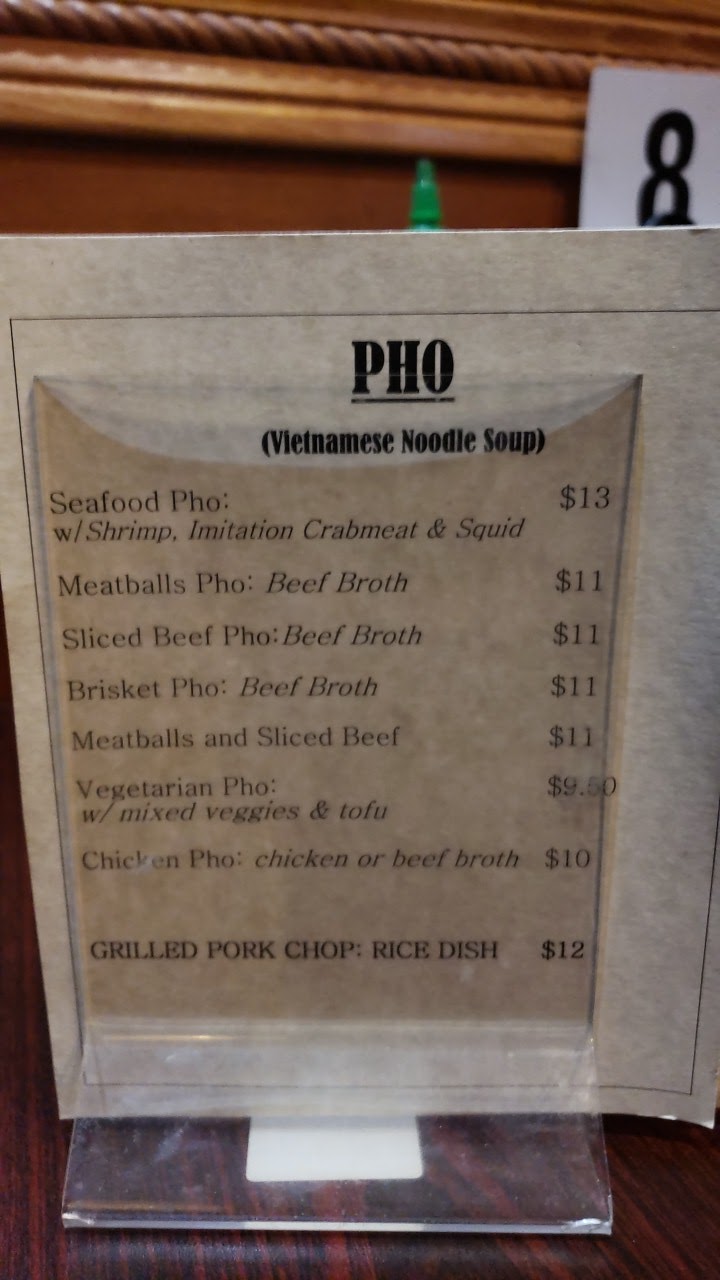 8
PHO
(Vietnamese Noodle Soup)
Seafood Pho: $13
w/Shrimp, Imitation Crabmeat & Squid
Meatballs Pho: Beef Broth $11
Sliced Beef Pho:Beef Broth $11
Brisket Pho: Beef Broth $11
Meatballs and Sliced Beef $11
Vegetarian Pho: $9.50
w/ mixed veggies & tofu
Chicken Pho: chicken or beef broth $10
GRILLED PORK CHOP: RICE DISH $12